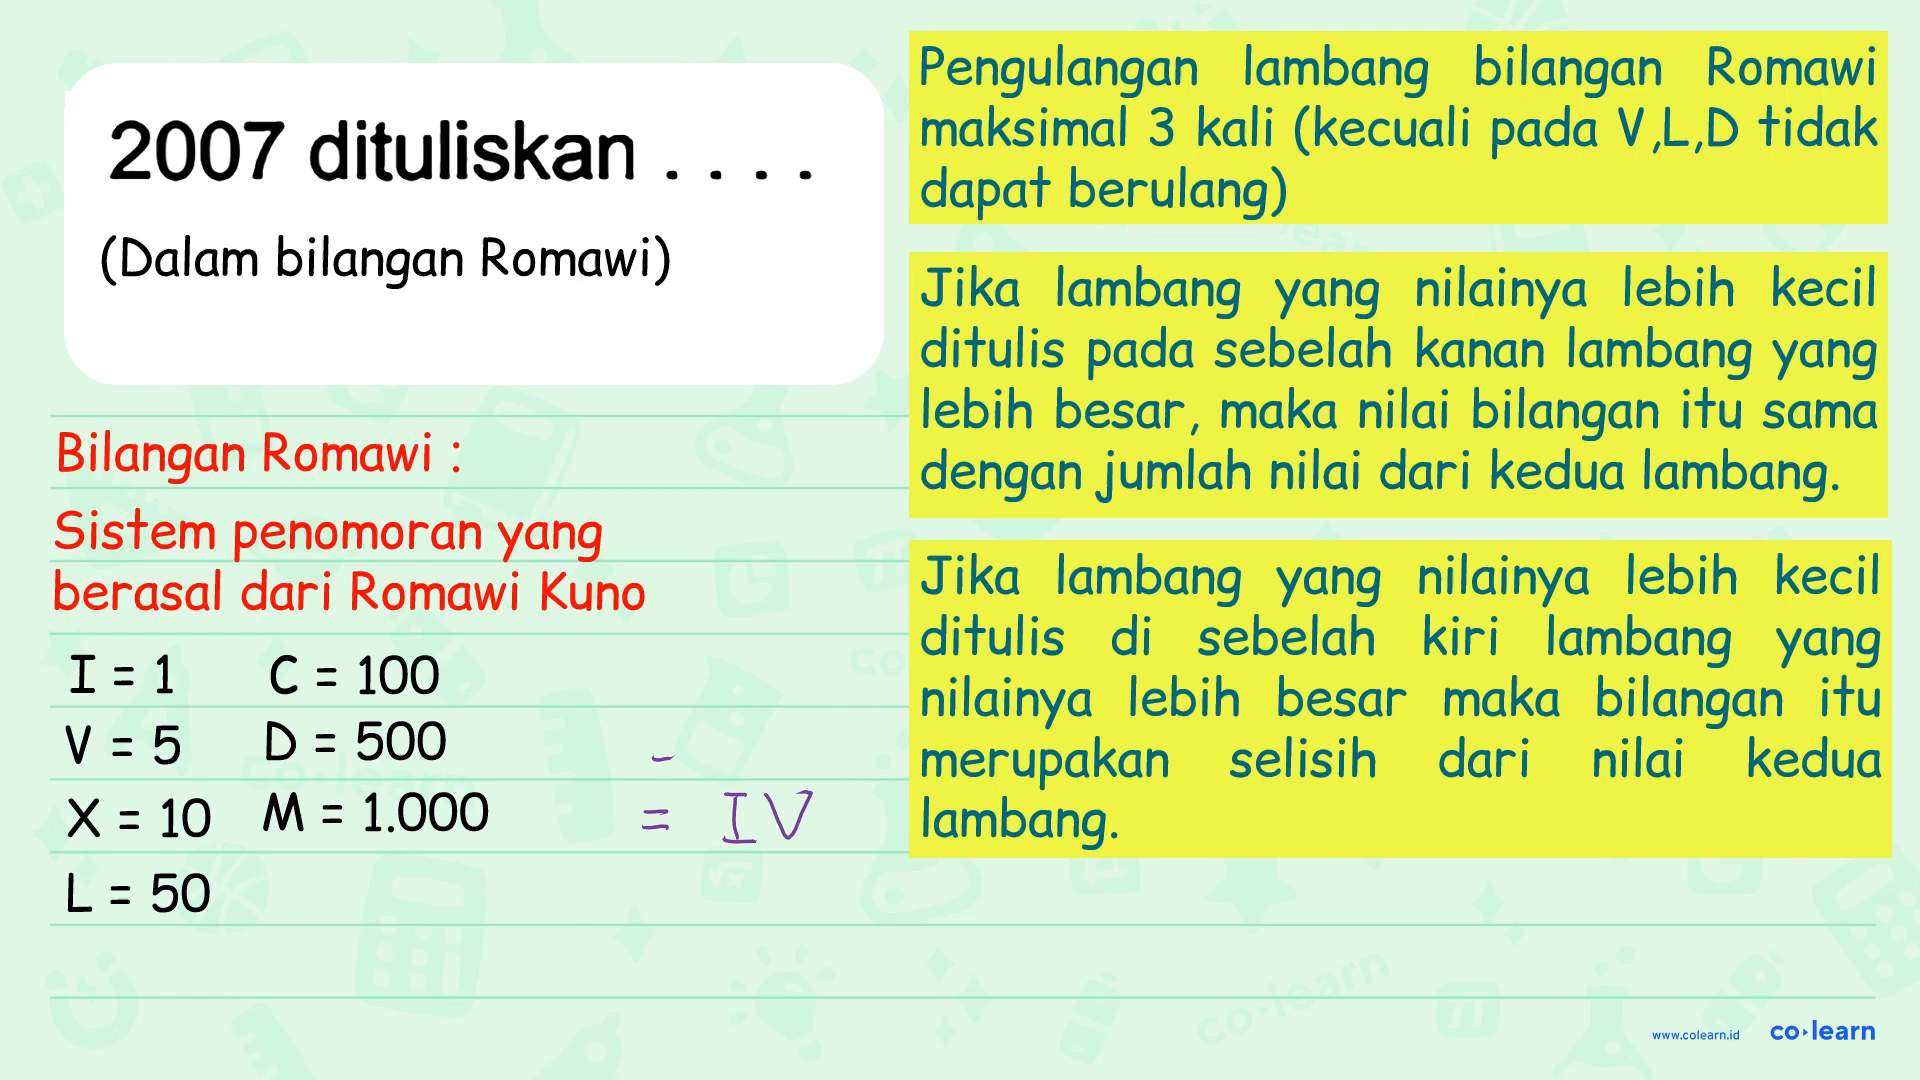 2007 dituliskan . . . .
(Dalam bilangan Romawi)
Bilangan Romawi :
Sistem penomoran yang
berasal dari Romawi Kuno
I = 1 C = 100
V = 5 D = 500
X = 10 M = 1.000
L = 50
-
= IV
Pengulangan lambang bilangan Romawi
maksimal 3 kali (kecuali pada V,L,D tidak
dapat berulang)
Jika lambang yang nilainya lebih kecil
ditulis pada sebelah kanan lambang yang
lebih besar, maka nilai bilangan itu sama
dengan jumlah nilai dari kedua lambang.
Jika lambang yang nilainya lebih kecil
ditulis di sebelah kiri lambang yang
nilainya lebih besar maka bilangan itu
merupakan selisih dari nilai kedua
lambang.
www.colearn.id co·learn